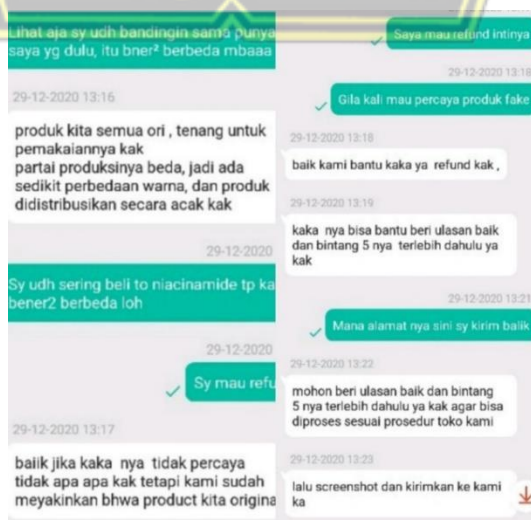 Lihat aja sy udh bandingin sama punya
saya yg dulu, itu bner² berbeda mbaaa
29-12-2020 13:16
produk kita semua ori , tenang untuk
pemakaiannya kak
partai produksinya beda, jadi ada
sedikit perbedaan warna, dan produk
didistribusikan secara acak kak
29-12-2020
Sy udh sering beli to niacinamide tp ka
bener2 berbeda loh
29-12-2020
Sy mau refu
29-12-2020 13:17
baiik jika kaka nya tidak percaya
tidak apa apa kak tetapi kami sudah
meyakinkan bhwa product kita origina
Saya mau refund intinya
29-12-2020 13:18
Gila kali mau percaya produk fake
29-12-2020 13:18
baik kami bantu kaka ya refund kak ,
29-12-2020 13:19
kaka nya bisa bantu beri ulasan baik
dan bintang 5 nya terlebih dahulu ya
kak
29-12-2020 13:21
Mana alamat nya sini sy kirim balik
29-12-2020 13:22
mohon beri ulasan baik dan bintang
5 nya terlebih dahulu ya kak agar bisa
diproses sesuai prosedur toko kami
29-12-2020 13:23
lalu screenshot dan kirimkan ke kami
ka